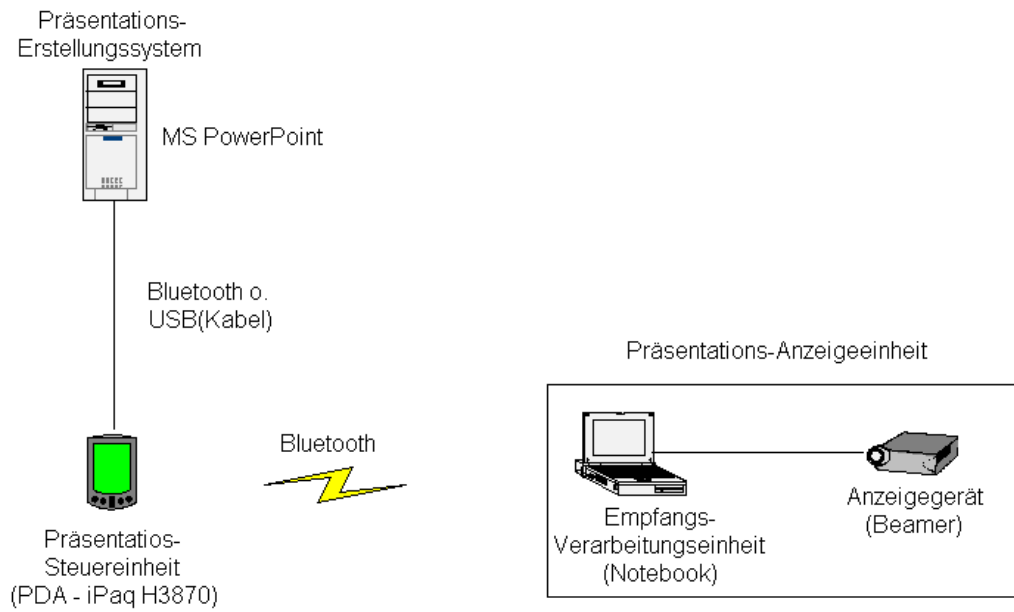 Präsentations-
Erstellungssystem
MS PowerPoint
Bluetooth o.
USB(Kabel)
Präsentations-Anzeigeeinheit
Bluetooth
Präsentatios-
Steuereinheit
(PDA - iPaq H3870)
Empfangs-
Verarbeitungseinheit
(Notebook)
Anzeigegerät
(Beamer)